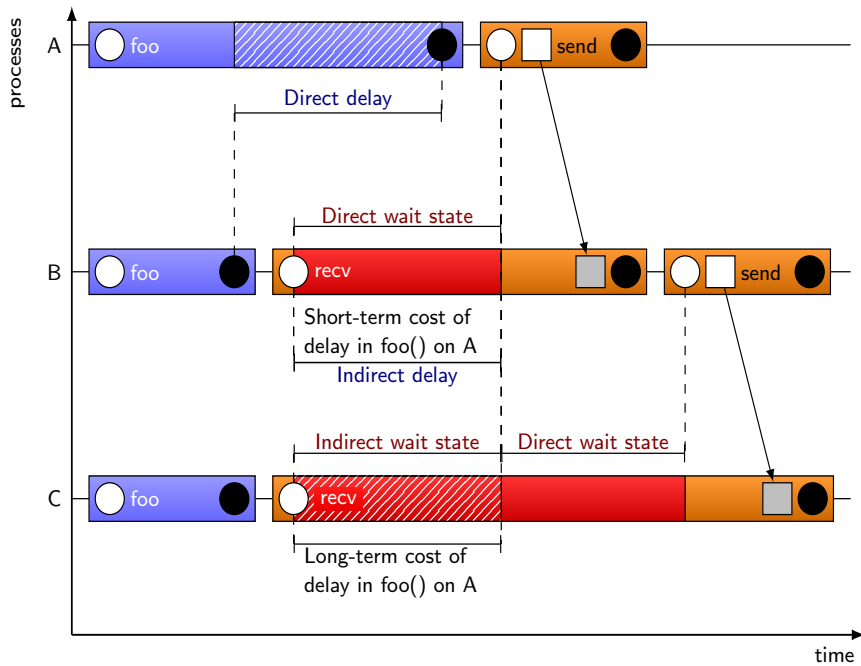 processes
A
foo
send
Direct delay
Direct wait state
B
foo
recv
send
Short-term cost of
delay in foo() on A
Indirect delay
Indirect wait state
Direct wait state
C
foo
recv
Long-term cost of
delay in foo() on A
time